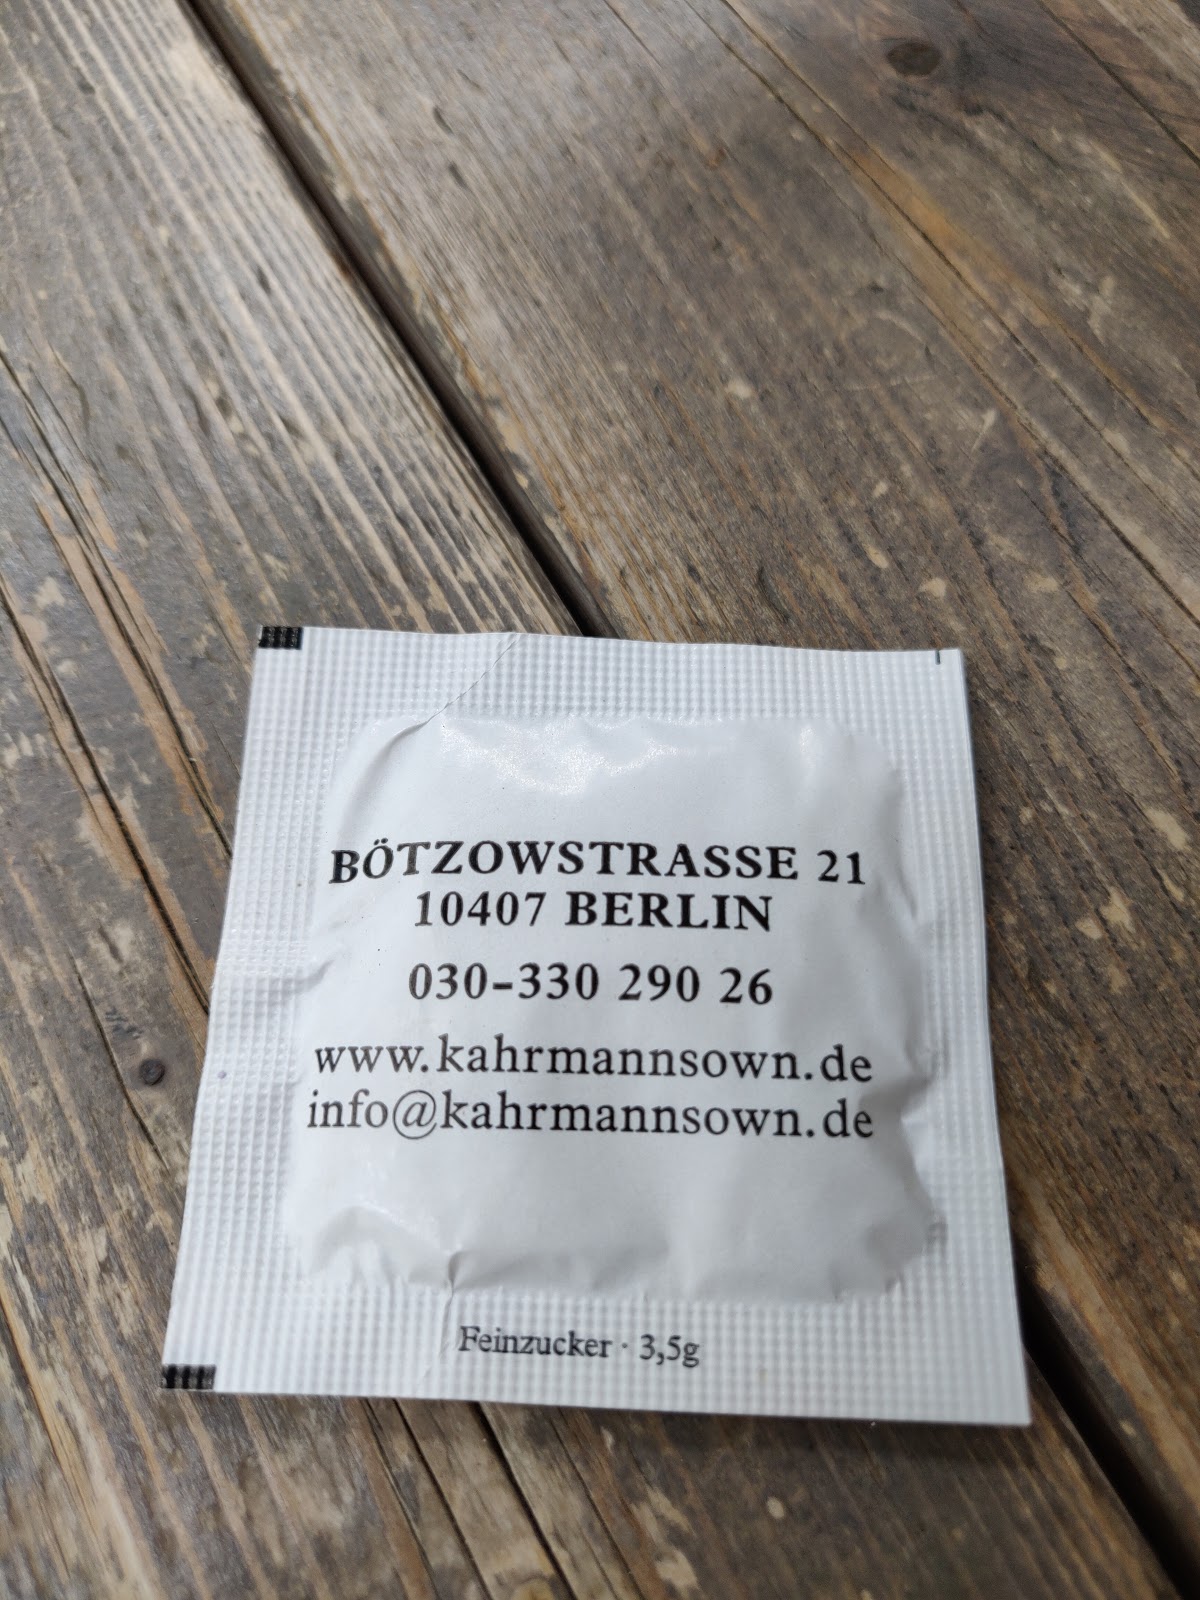 BÖTZOWSTRASSE 21
10407 BERLIN
030-330 290 26
www.kahrmannsown.de
info@kahrmannsown.de
Feinzucker · 3,5g